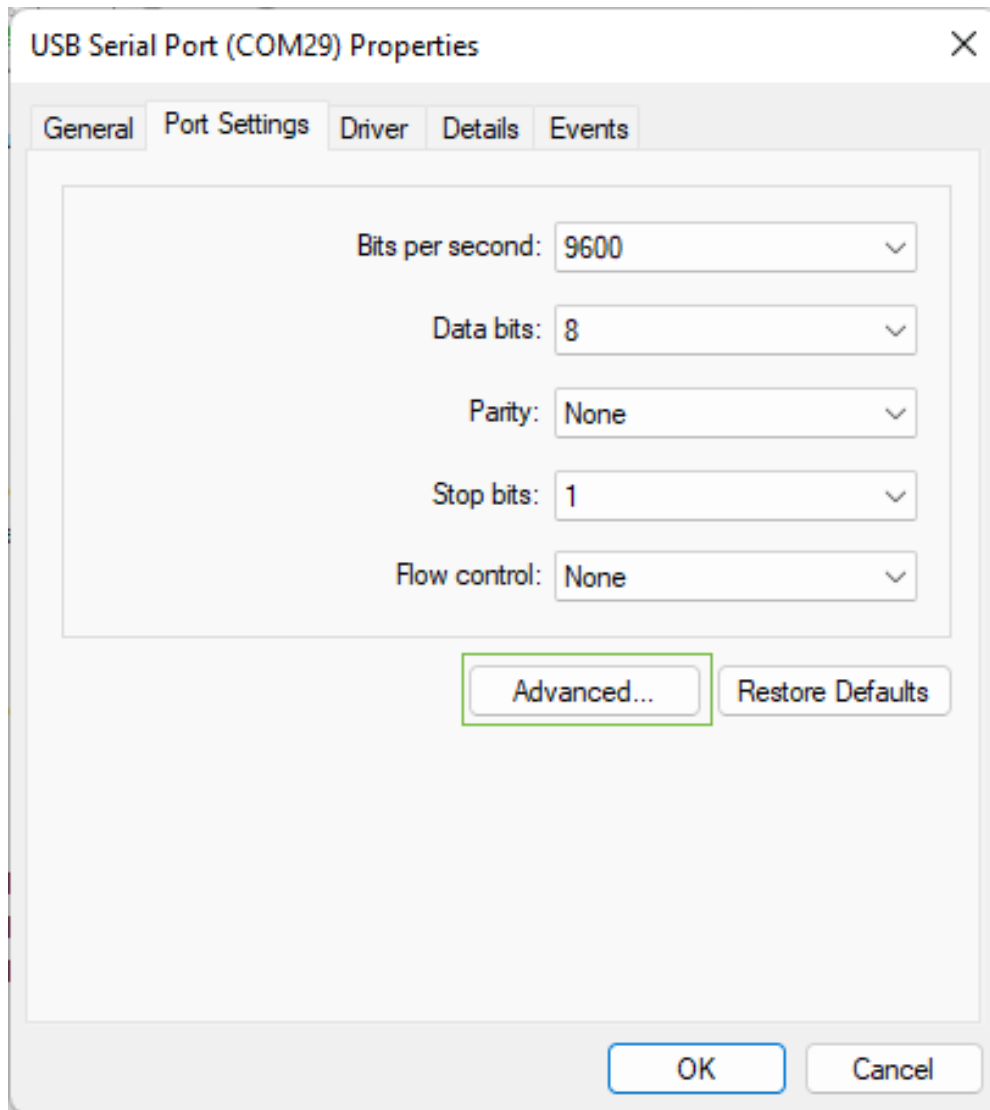 USB Serial Port (COM29) Properties
General Port Settings Driver Details Events
Bits per second: 9600
Data bits: 8
Parity: None
Stop bits: 1
Flow control: None
Advanced... Restore Defaults
OK Cancel